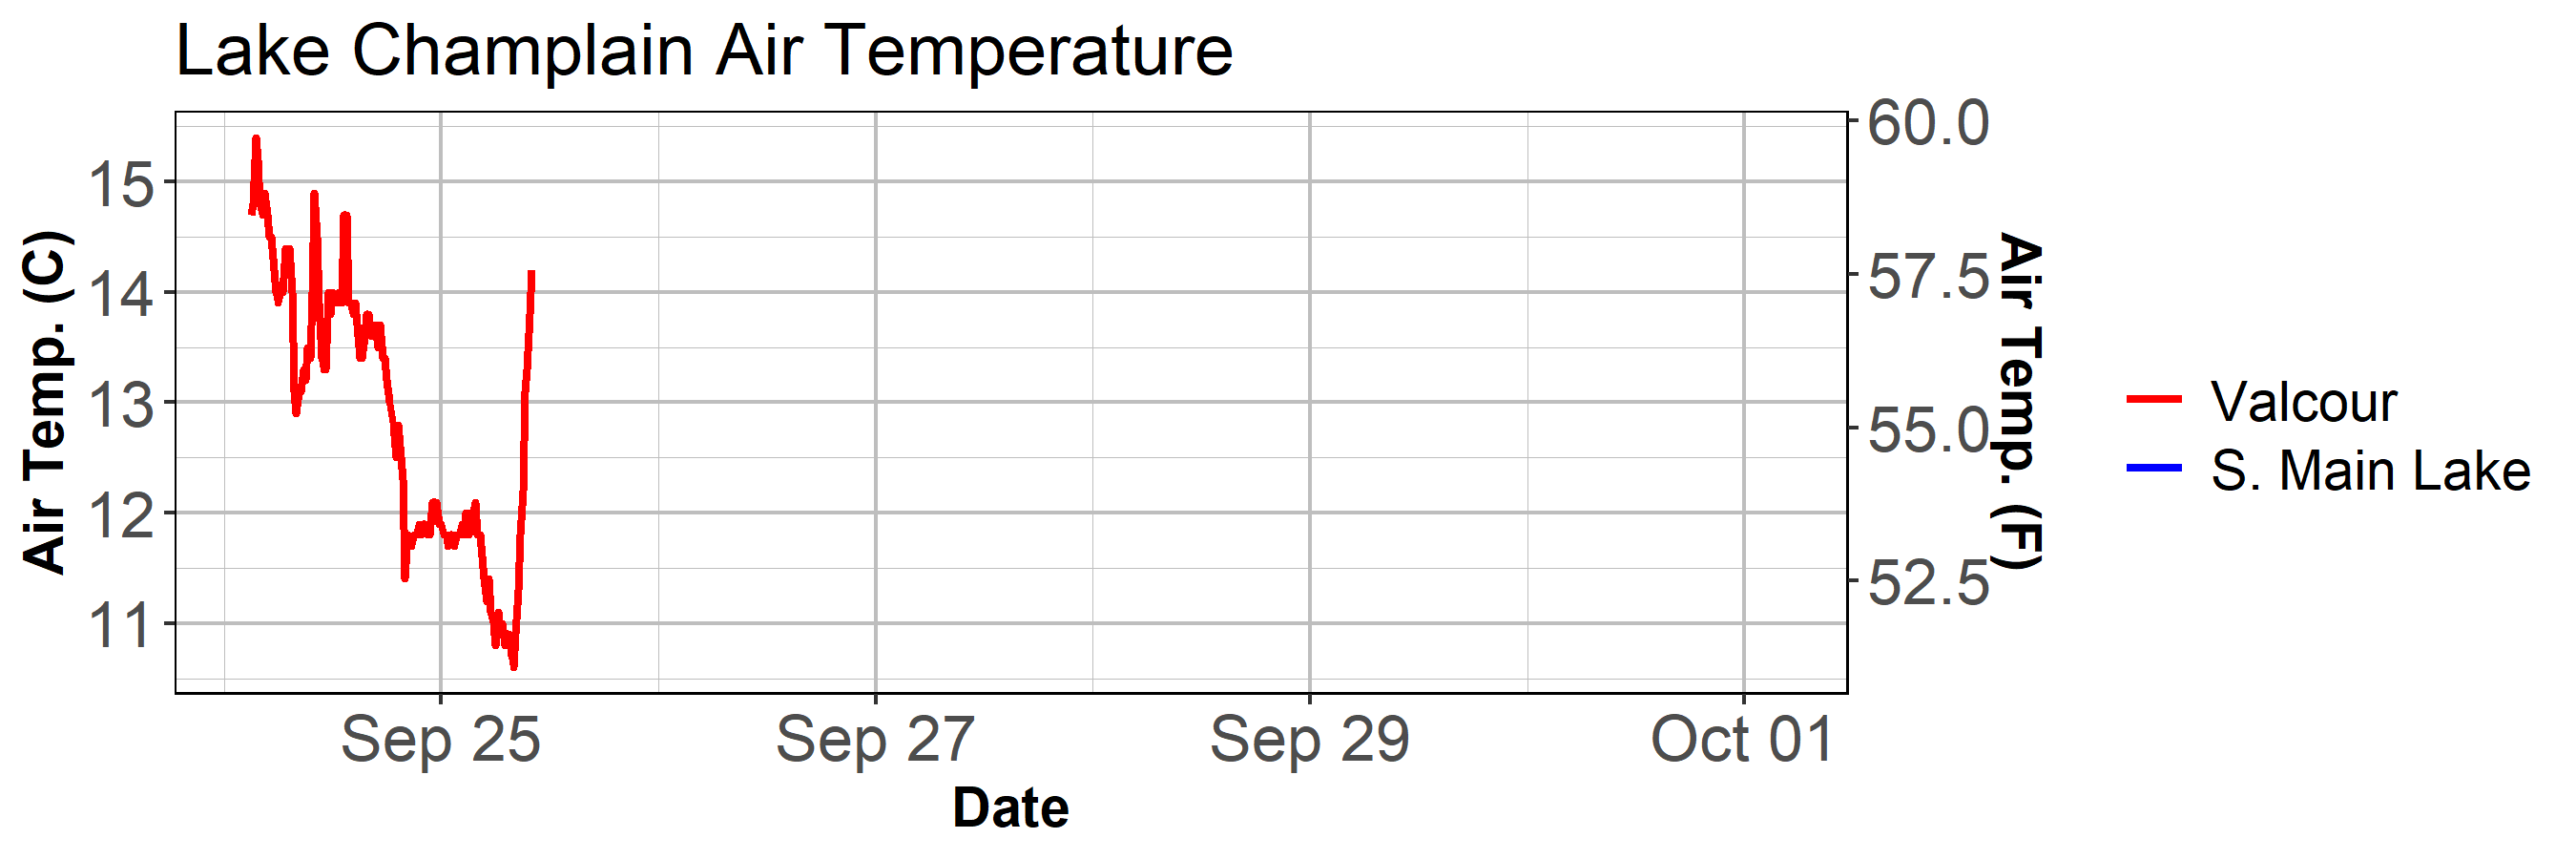 Lake Champlain Air Temperature
Air Temp. (C)
15
14
13
12
11
60.0
57.5
55.0
52.5
Air Temp. (F)
Sep 25
Sep 27
Sep 29
Oct 01
Date
Valcour
S. Main Lake